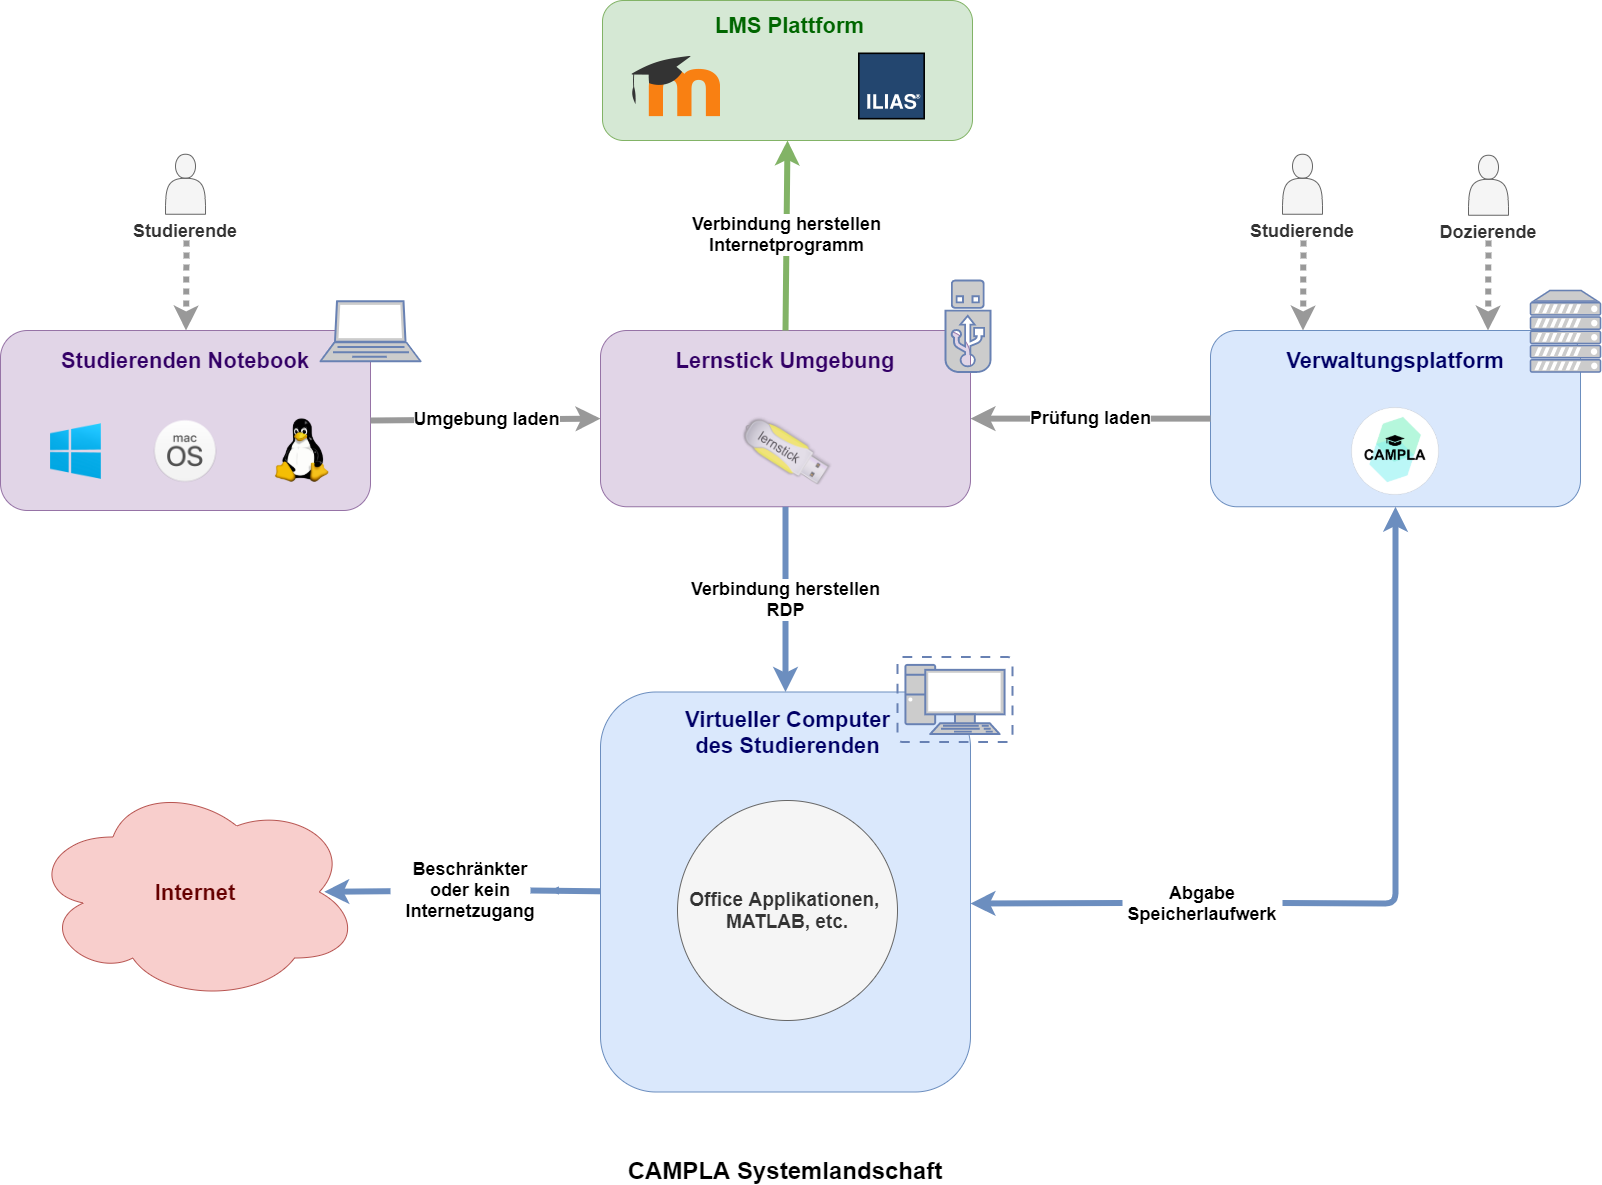 LMS Plattform
ILIAS®
Studierende
Studierende
Dozierende
Verbindung herstellen
Internetprogramm
Studierenden Notebook
mac
OS
Umgebung laden
Lernstick Umgebung
lernstick
Prüfung laden
Verwaltungsplatform
CAMPLA
Verbindung herstellen
RDP
Virtueller Computer
des Studierenden
Office Applikationen,
MATLAB, etc.
Internet
Beschränkter
oder kein
Internetzugang
Abgabe
Speicherlaufwerk
CAMPLA Systemlandschaft